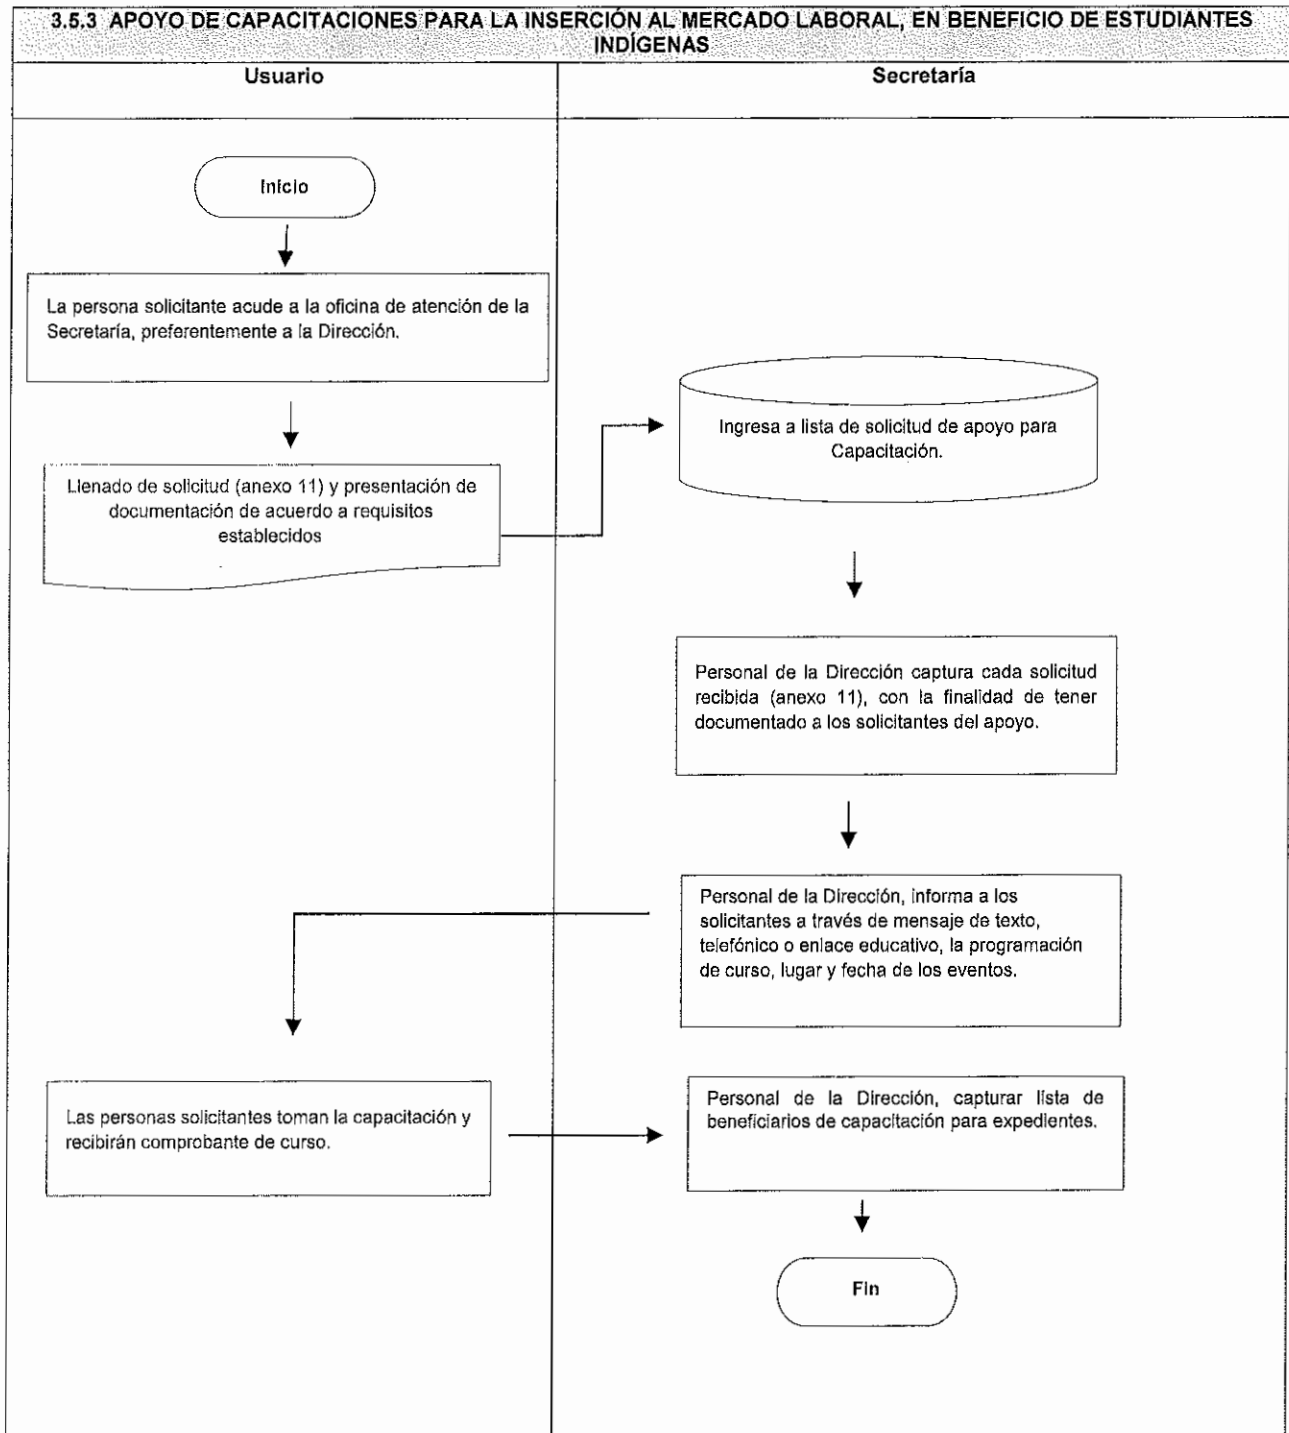 3.5.3 APOYO DE CAPACITACIONES PARA LA INSERCIÓN AL MERCADO LABORAL, EN BENEFICIO DE ESTUDIANTES
INDÍGENAS
Usuario
Secretaría
Inicio
La persona solicitante acude a la oficina de atención de la
Secretaría, preferentemente a la Dirección.
Llenado de solicitud (anexo 11) y presentación de
documentación de acuerdo a requisitos
establecidos
Ingresa a lista de solicitud de apoyo para
Capacitación.
Personal de la Dirección captura cada solicitud
recibida (anexo 11), con la finalidad de tener
documentado a los solicitantes del apoyo.
Personal de la Dirección, informa a los
solicitantes a través de mensaje de texto,
telefónico o enlace educativo, la programación
de curso, lugar y fecha de los eventos.
Las personas solicitantes toman la capacitación y
recibirán comprobante de curso.
Personal de la Dirección, capturar lista de
beneficiarios de capacitación para expedientes.
Fin